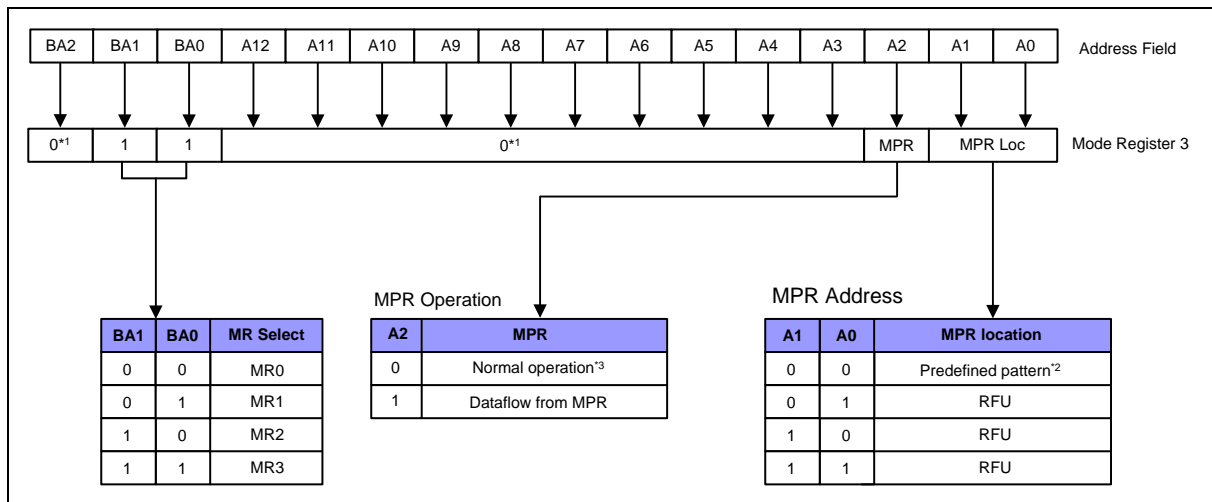 BA2 BA1 BA0 A12 A11 A10 A9 A8 A7 A6 A5 A4 A3 A2 A1 A0 Address Field
0*1 1 1 0*1 MPR MPR Loc Mode Register 3
MPR Operation
MPR Address
BA1 BA0 MR Select
0 0 MR0
0 1 MR1
1 0 MR2
1 1 MR3
A2 MPR
0 Normal operation*3
1 Dataflow from MPR
A1 A0 MPR location
0 0 Predefined pattern*2
0 1 RFU
1 0 RFU
1 1 RFU